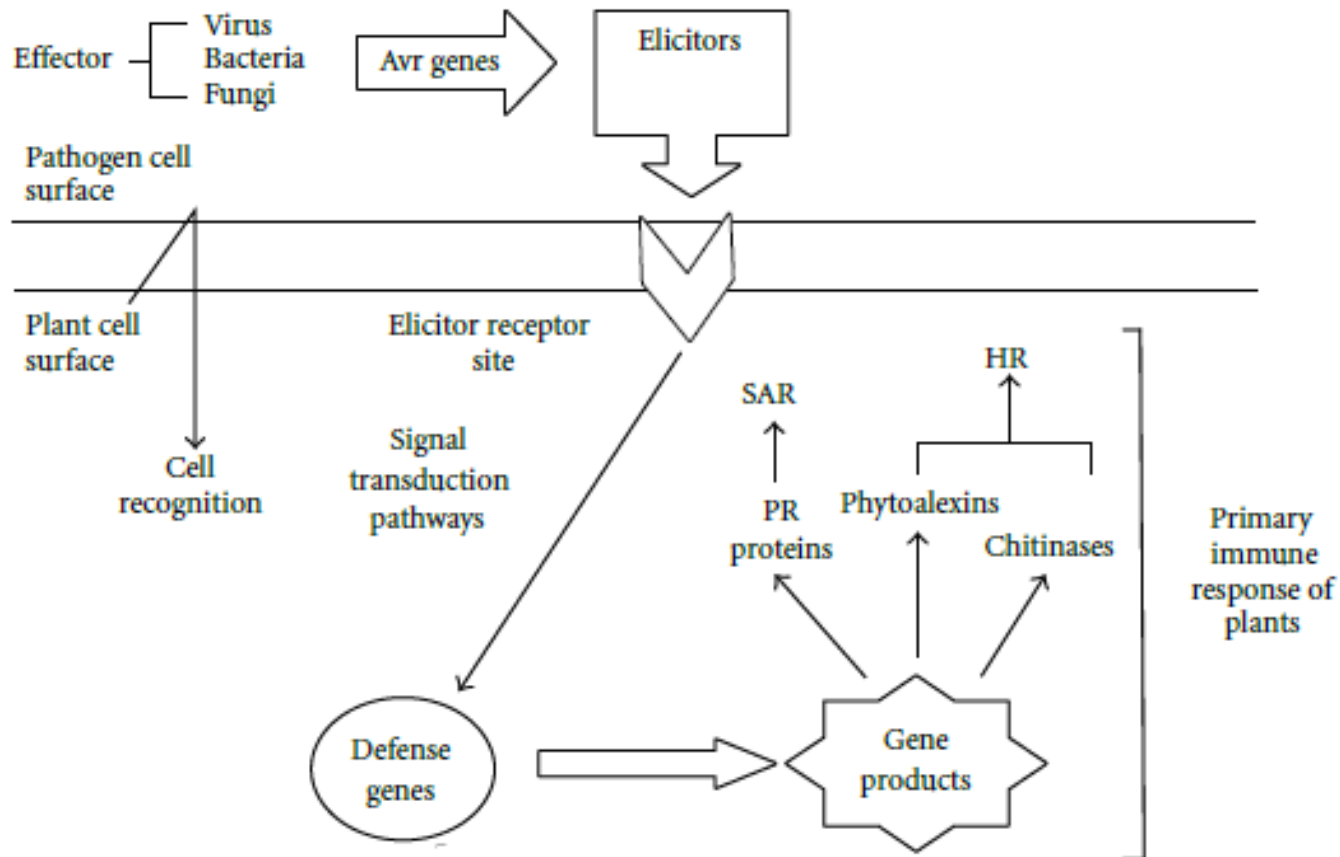 Effector
Virus
Bacteria
Fungi
Avr genes
Elicitors
Pathogen cell
surface
Plant cell
surface
Elicitor receptor
site
Cell
recognition
Signal
transduction
pathways
SAR
HR
PR
proteins
Phytoalexins
Chitinases
Primary
immune
response of
plants
Defense
genes
Gene
products